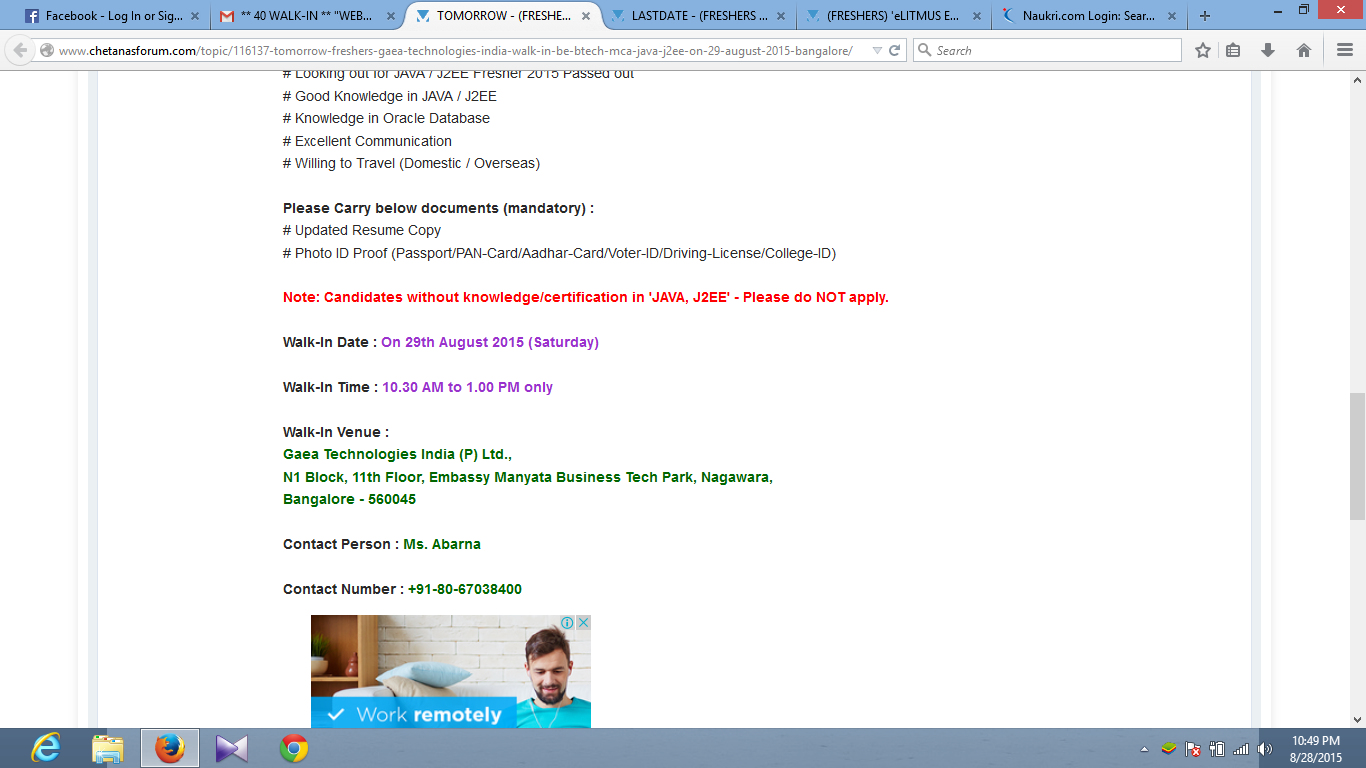 Facebook - Log In or Sig...
** 40 WALK-IN ** "WEB...
TOMORROW - (FRESHE...
LASTDATE - (FRESHERS ...
(FRESHERS) 'eLITMUS E...
Naukri.com Login: Sear...
www.chetanasforum.com/topic/116137-tomorrow-freshers-gaea-technologies-india-walk-in-be-btech-mca-java-j2ee-on-29-august-2015-bangalore/
Search
# Looking out for JAVA / J2EE Fresher 2015 Passed out
# Good Knowledge in JAVA / J2EE
# Knowledge in Oracle Database
# Excellent Communication
# Willing to Travel (Domestic / Overseas)
Please Carry below documents (mandatory) :
# Updated Resume Copy
# Photo ID Proof (Passport/PAN-Card/Aadhar-Card/Voter-ID/Driving-License/College-ID)
Note: Candidates without knowledge/certification in 'JAVA, J2EE' - Please do NOT apply.
Walk-In Date : On 29th August 2015 (Saturday)
Walk-In Time : 10.30 AM to 1.00 PM only
Walk-In Venue :
Gaea Technologies India (P) Ltd.,
N1 Block, 11th Floor, Embassy Manyata Business Tech Park, Nagawara,
Bangalore - 560045
Contact Person : Ms. Abarna
Contact Number : +91-80-67038400
Work remotely
10:49 PM
8/28/2015